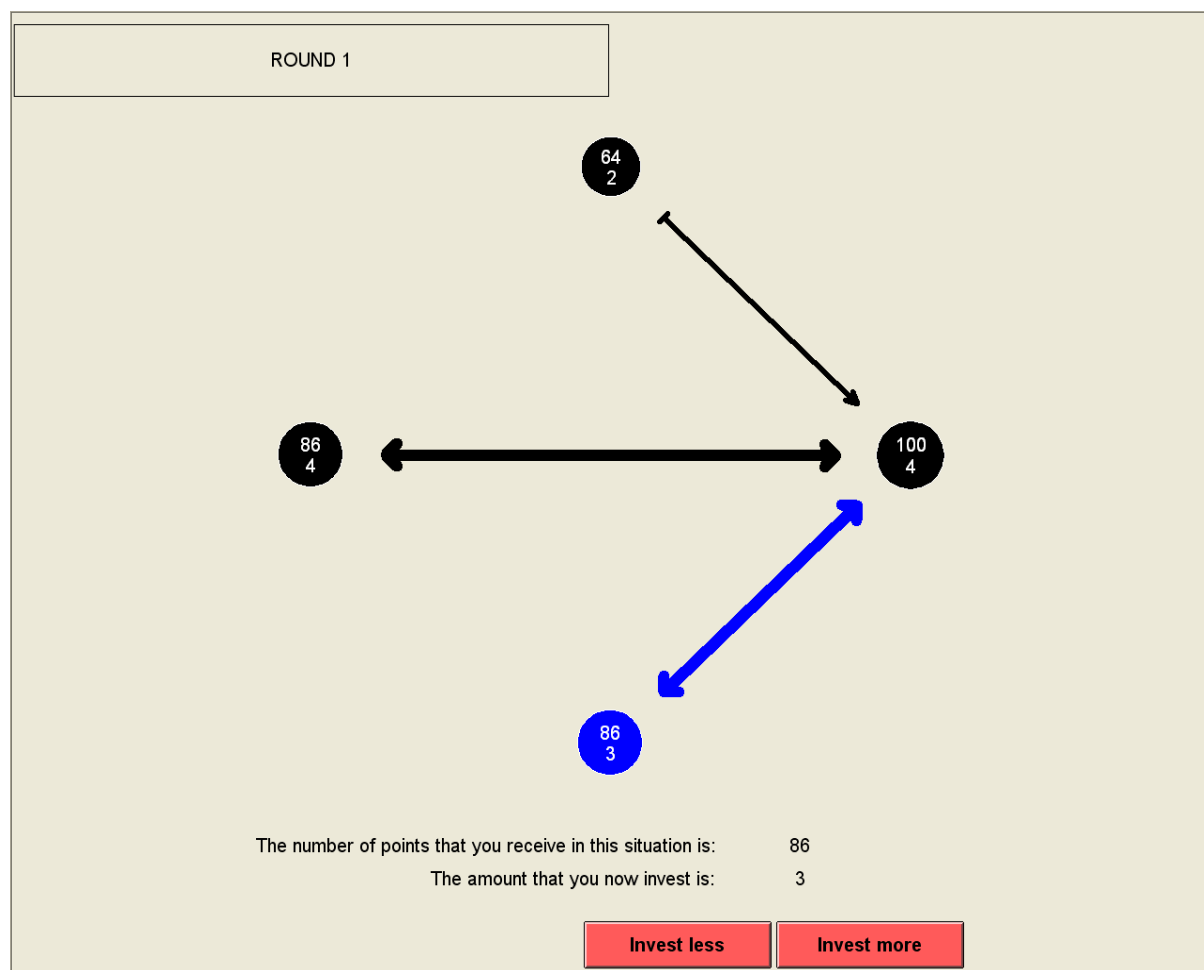 ROUND 1
64
2
86
4
100
4
86
3
The number of points that you receive in this situation is: 86
The amount that you now invest is: 3
Invest less Invest more